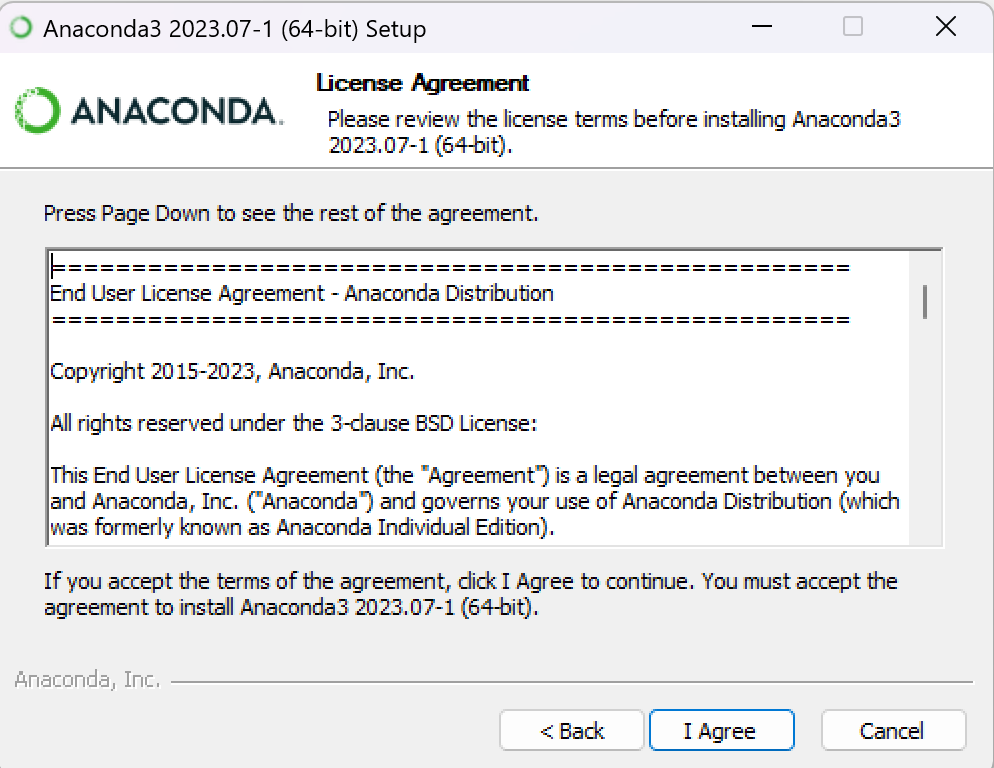 Anaconda3 2023.07-1 (64-bit) Setup
ANACONDA.
License Agreement
Please review the license terms before installing Anaconda3
2023.07-1 (64-bit).
Press Page Down to see the rest of the agreement.
==================================================
End User License Agreement - Anaconda Distribution
==================================================
Copyright 2015-2023, Anaconda, Inc.
All rights reserved under the 3-clause BSD License:
This End User License Agreement (the "Agreement") is a legal agreement between you
and Anaconda, Inc. ("Anaconda") and governs your use of Anaconda Distribution (which
was formerly known as Anaconda Individual Edition).
If you accept the terms of the agreement, click I Agree to continue. You must accept the
agreement to install Anaconda3 2023.07-1 (64-bit).
Anaconda, Inc.
< Back
I Agree
Cancel